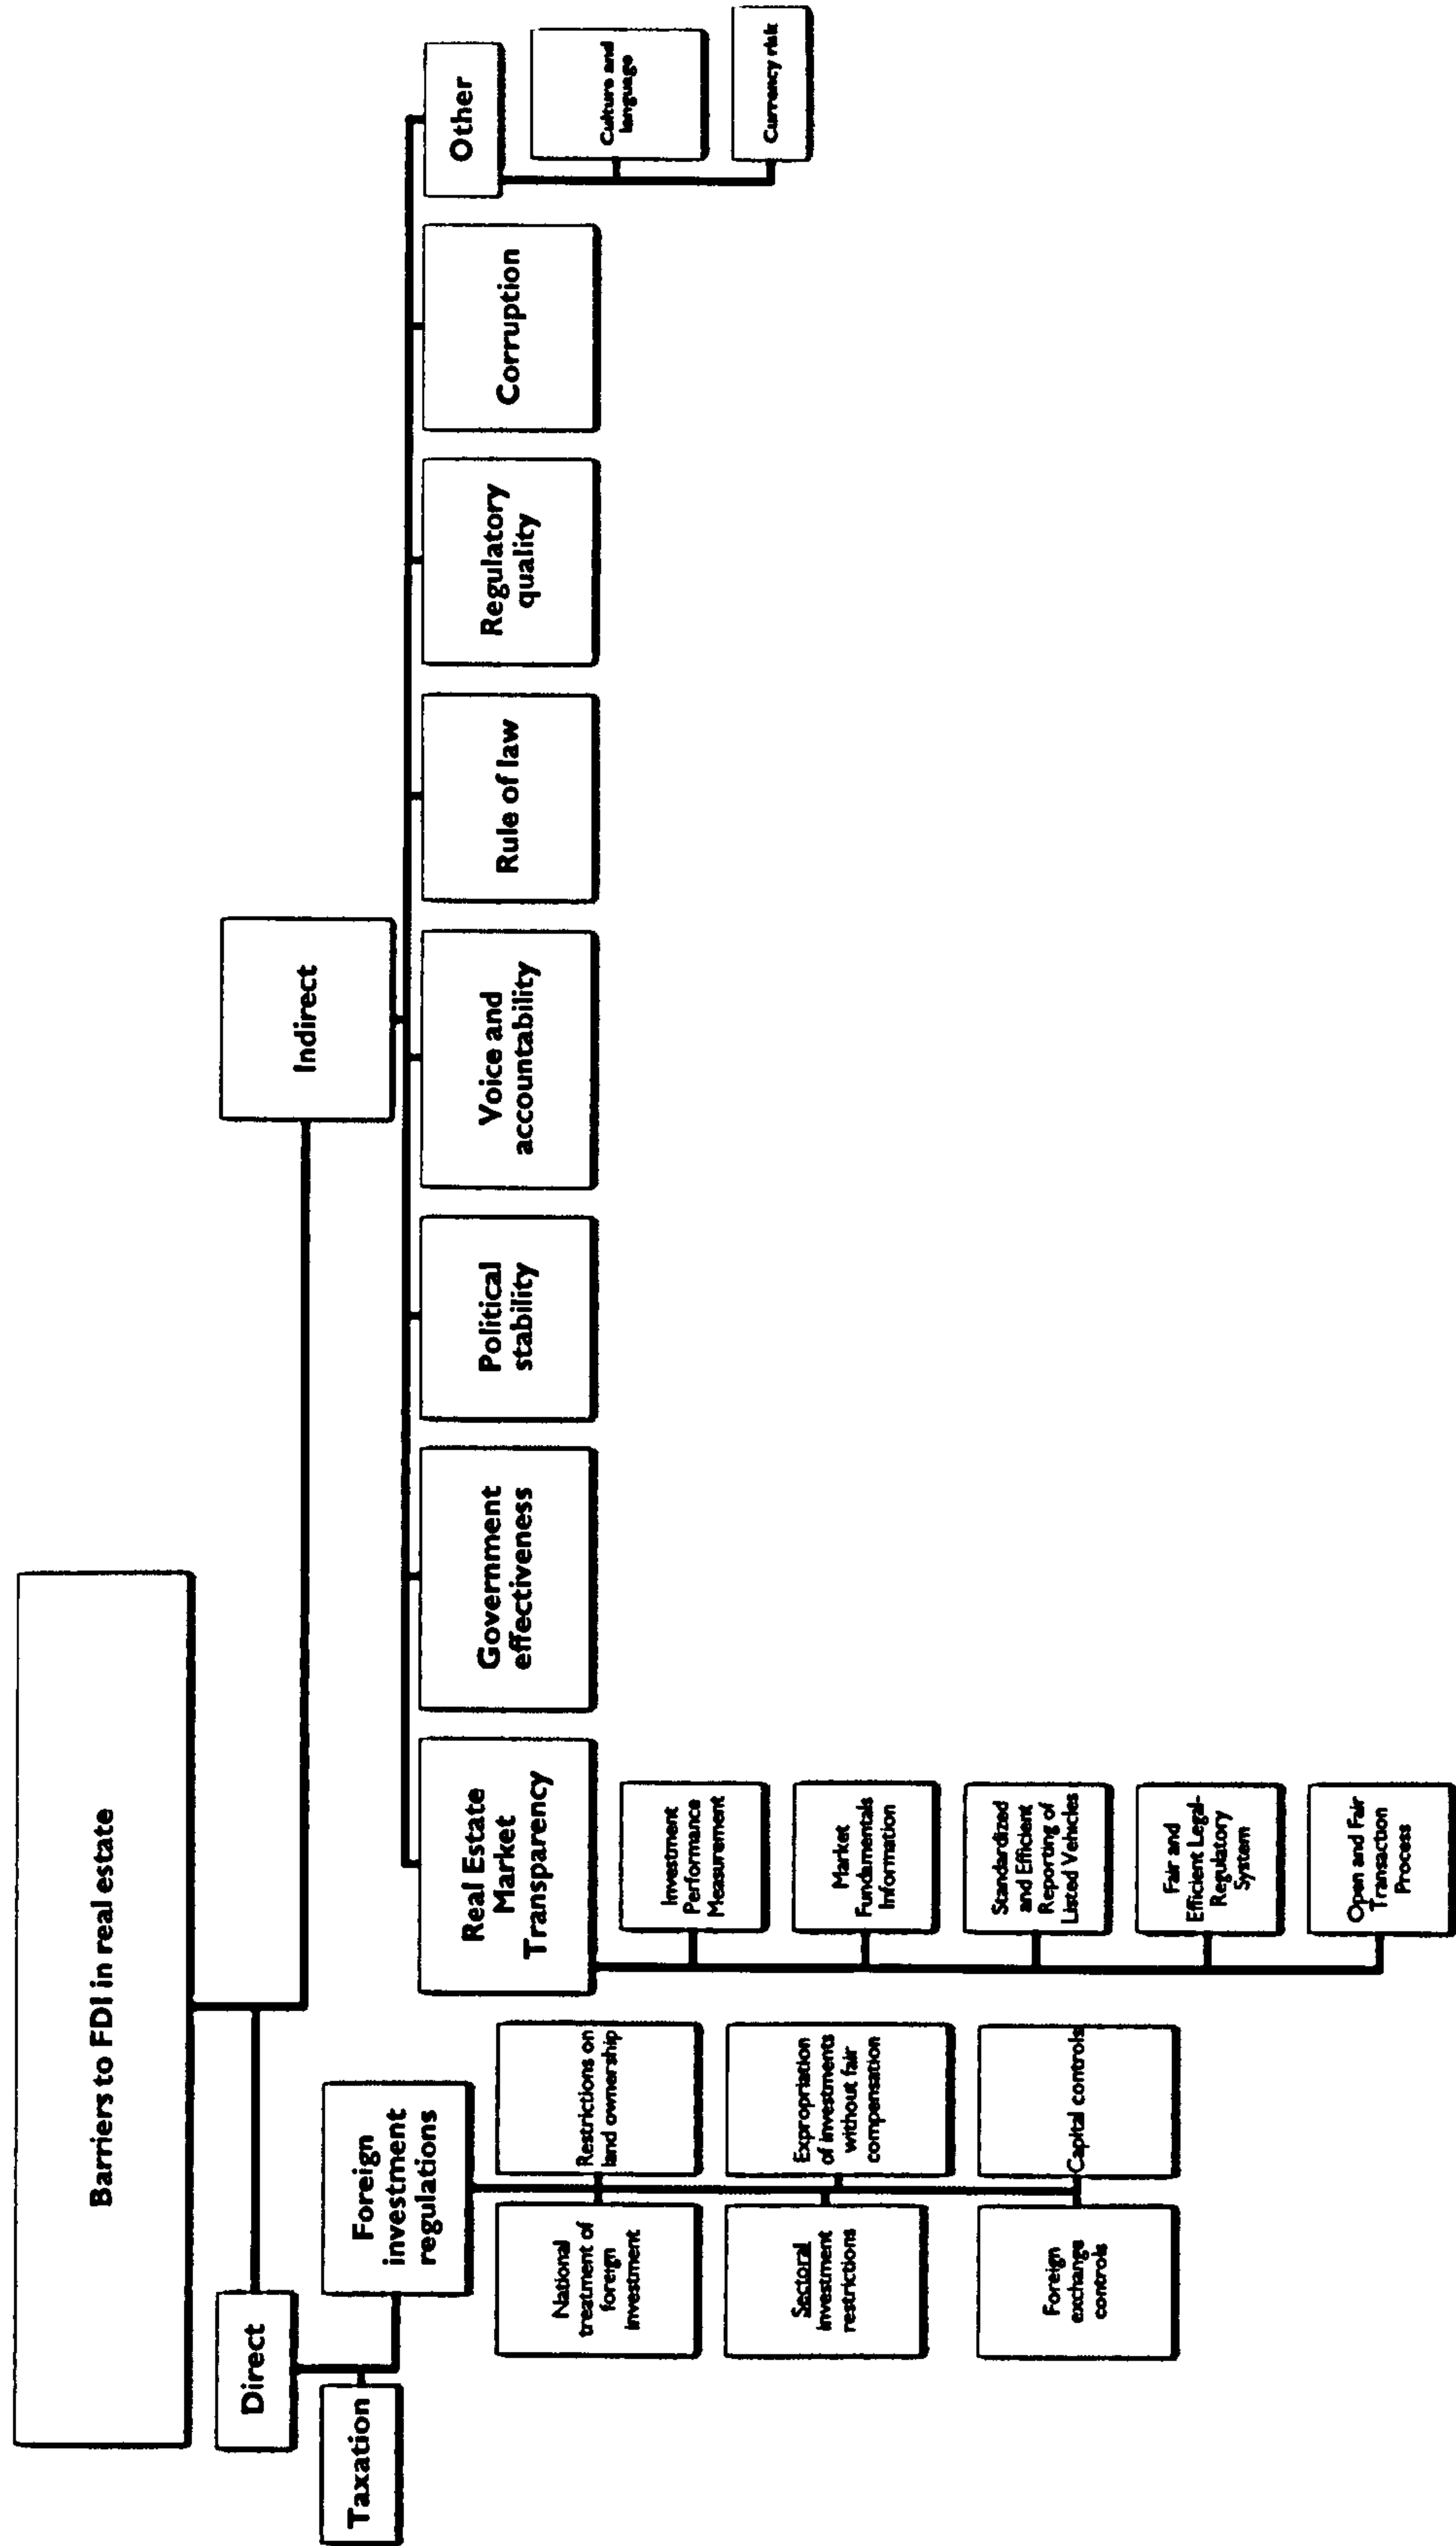 Barriers to FDI in real estate
Direct
Indirect
Taxation
Foreign
investment
regulations
National
treatment of
foreign
investment
Restrictions on
land ownership
Sectoral
investment
restrictions
Expropriation
of investments
without fair
compensation
Foreign
exchange
controls
Capital controls
Real Estate
Market
Transparency
Investment
Performance
Measurement
Market
Fundamentals
Information
Standardized
and Efficient
Reporting of
Listed Vehicles
Fair and
Efficient Legal-
Regulatory
System
Open and Fair
Transaction
Process
Government
effectiveness
Political
stability
Voice and
accountability
Rule of law
Regulatory
quality
Corruption
Other
Culture and
language
Currency risk